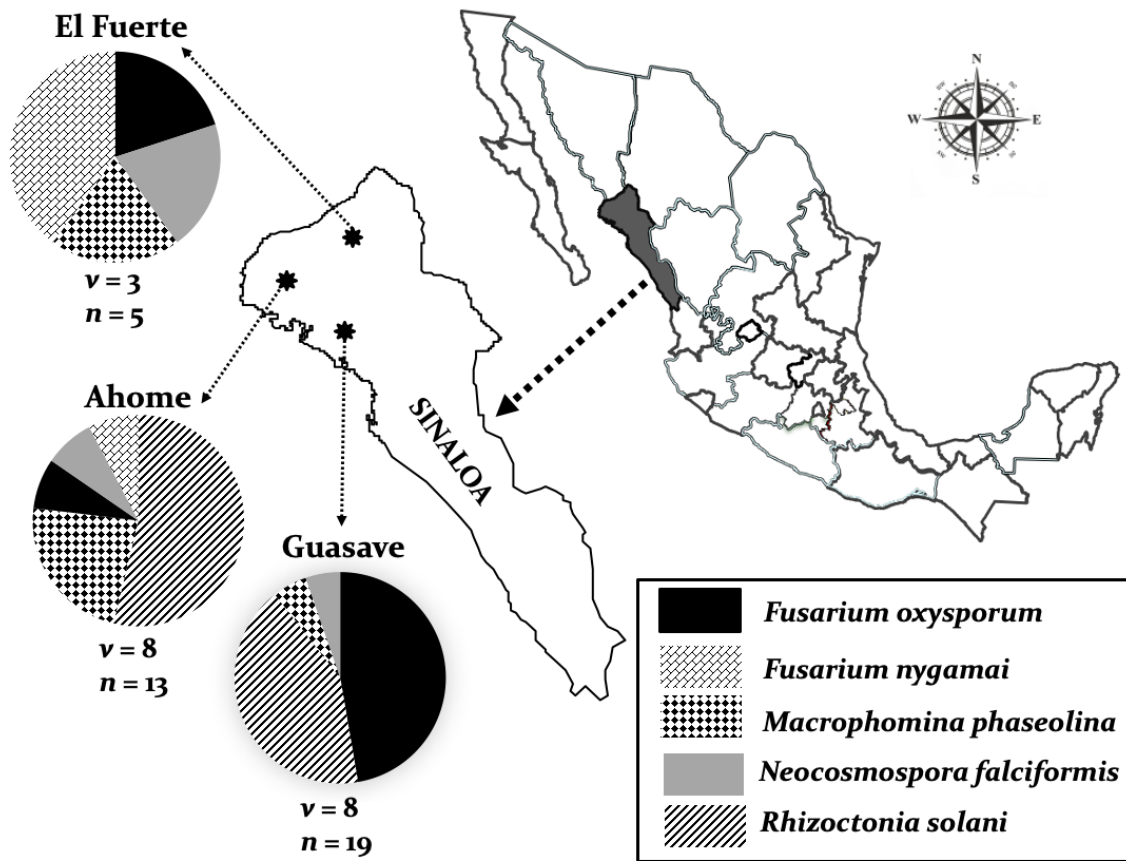 El Fuerte
v = 3
n = 5
N
W
E
S
Ahome
v = 8
n = 13
SINALOA
Guasave
v = 8
n = 19
Fusarium oxysporum
Fusarium nygamai
Macrophomina phaseolina
Neocosmospora falciformis
Rhizoctonia solani